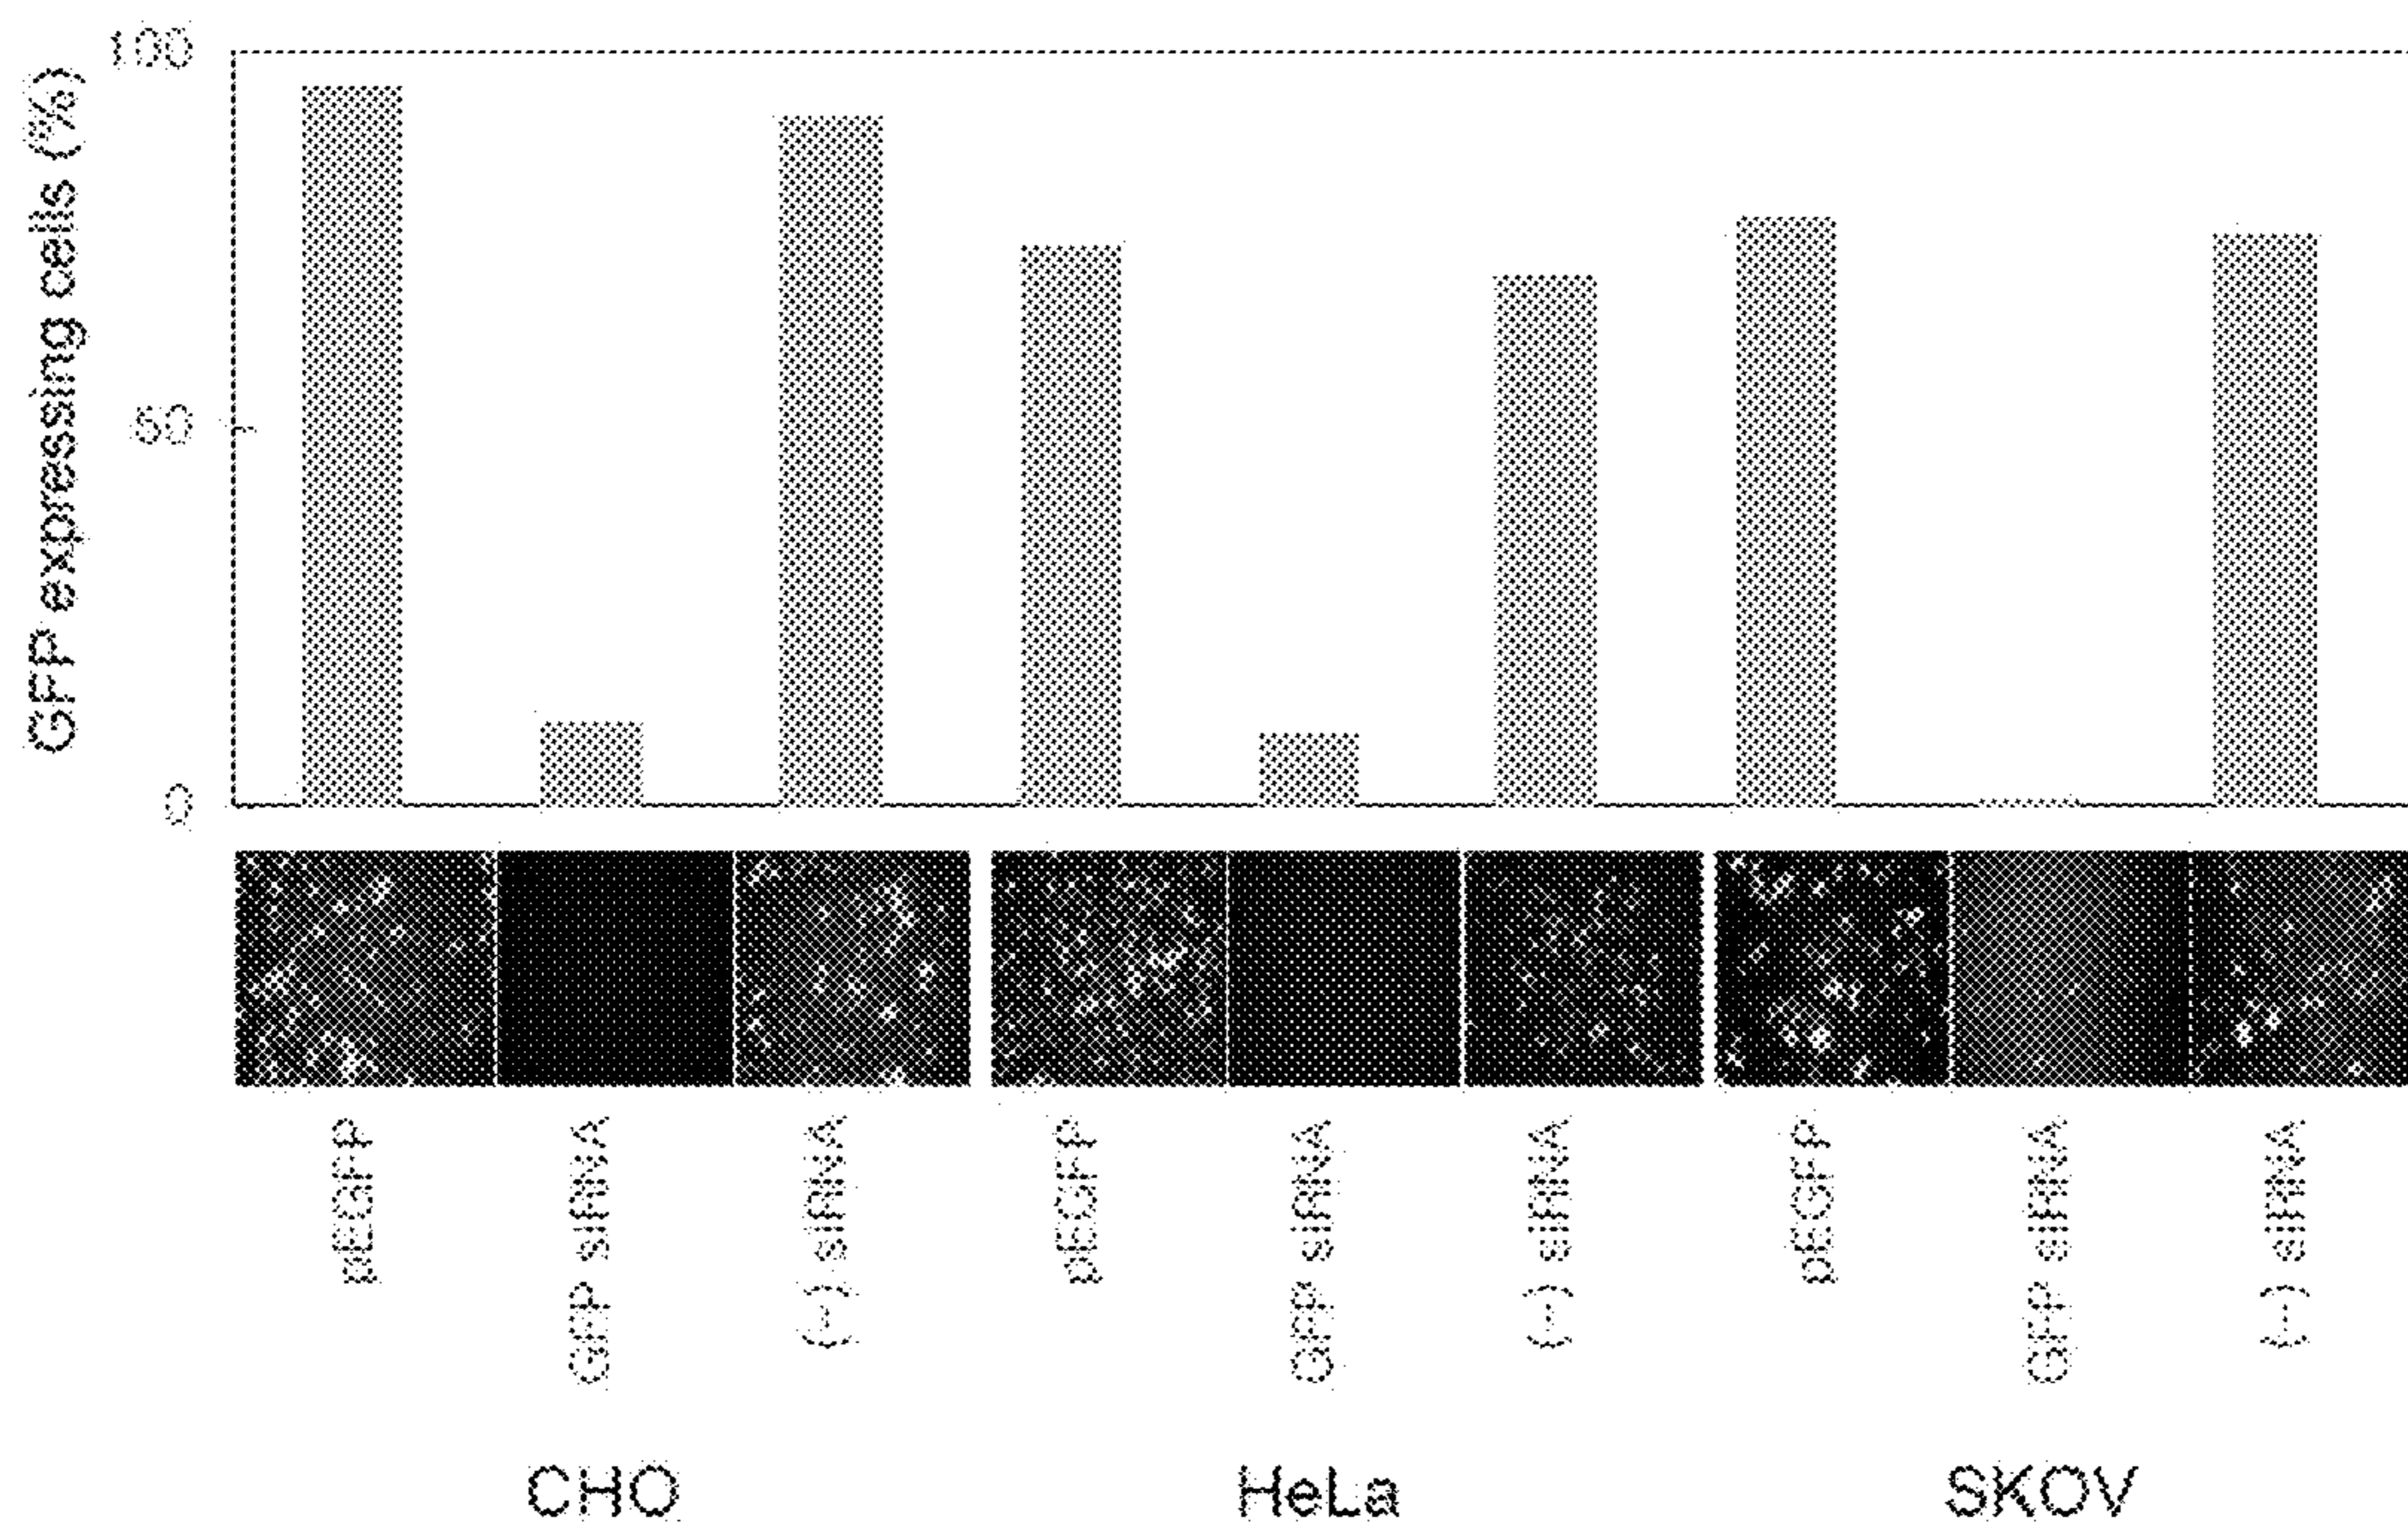 GFP expressing cells (%)
100
50
0
pEGFP
GFP siRNA
(-) siRNA
pEGFP
GFP siRNA
(-) siRNA
pEGFP
GFP siRNA
(-) siRNA
CHO
HeLa
SKOV